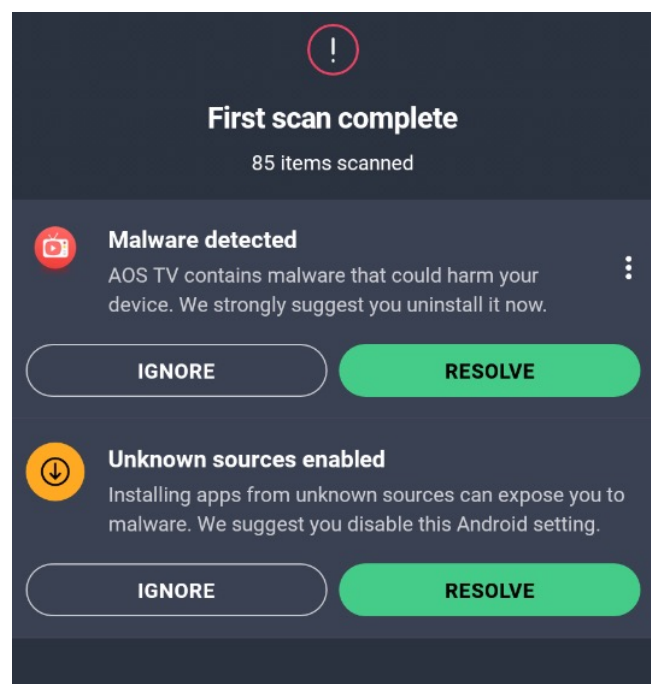 First scan complete
85 items scanned
Malware detected
AOS TV contains malware that could harm your
device. We strongly suggest you uninstall it now.
IGNORE
RESOLVE
Unknown sources enabled
Installing apps from unknown sources can expose you to
malware. We suggest you disable this Android setting.
IGNORE
RESOLVE